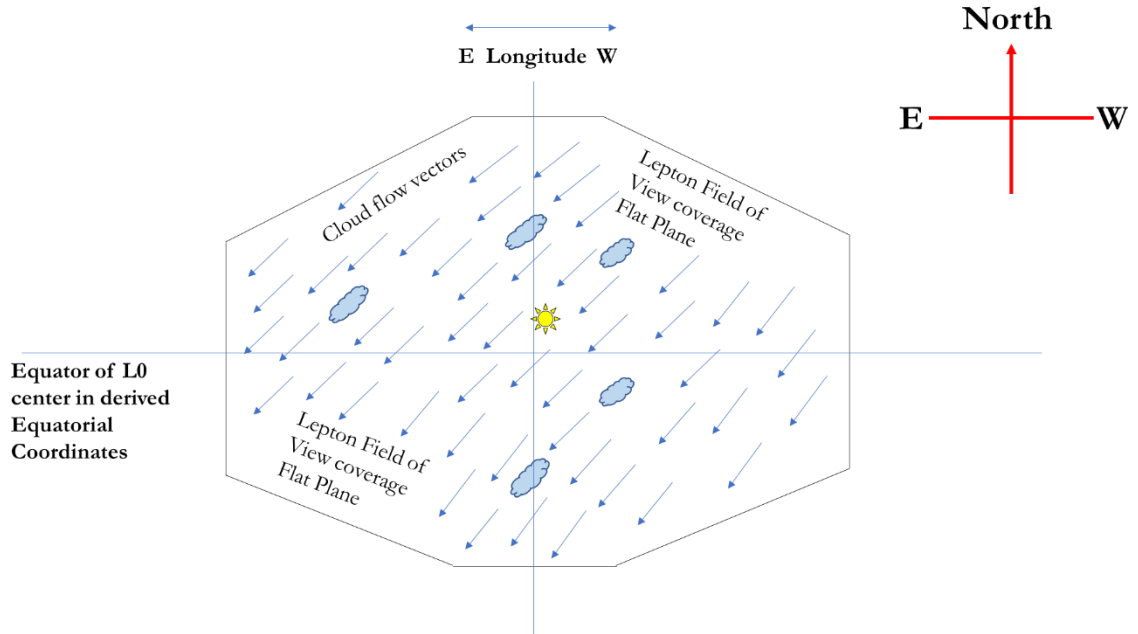 North
E W
E Longitude W
Cloud flow vectors
Lepton Field of
View coverage
Flat Plane
Equator of L0
center in derived
Equatorial
Coordinates
Lepton Field of
View coverage
Flat Plane